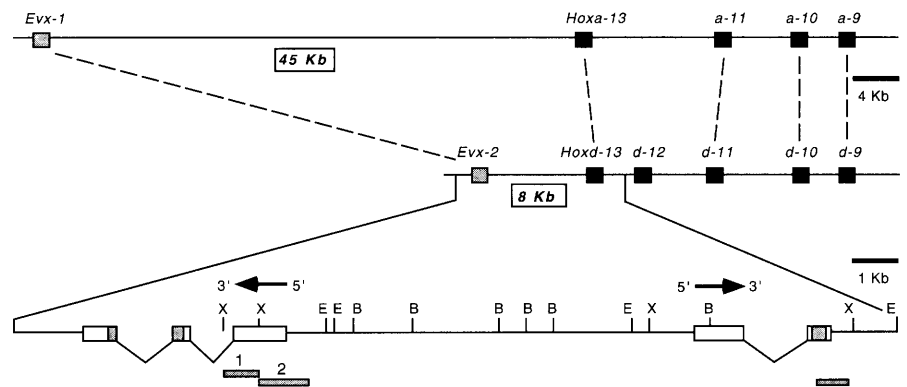 Evx-1 Hoxa-13 a-11 a-10 a-9
45 Kb
4 Kb
Evx-2 Hoxd-13 d-12 d-11 d-10 d-9
8 Kb
1 Kb
3' 5' 5' 3'
X X E E B B B B B E X B X E
1 2